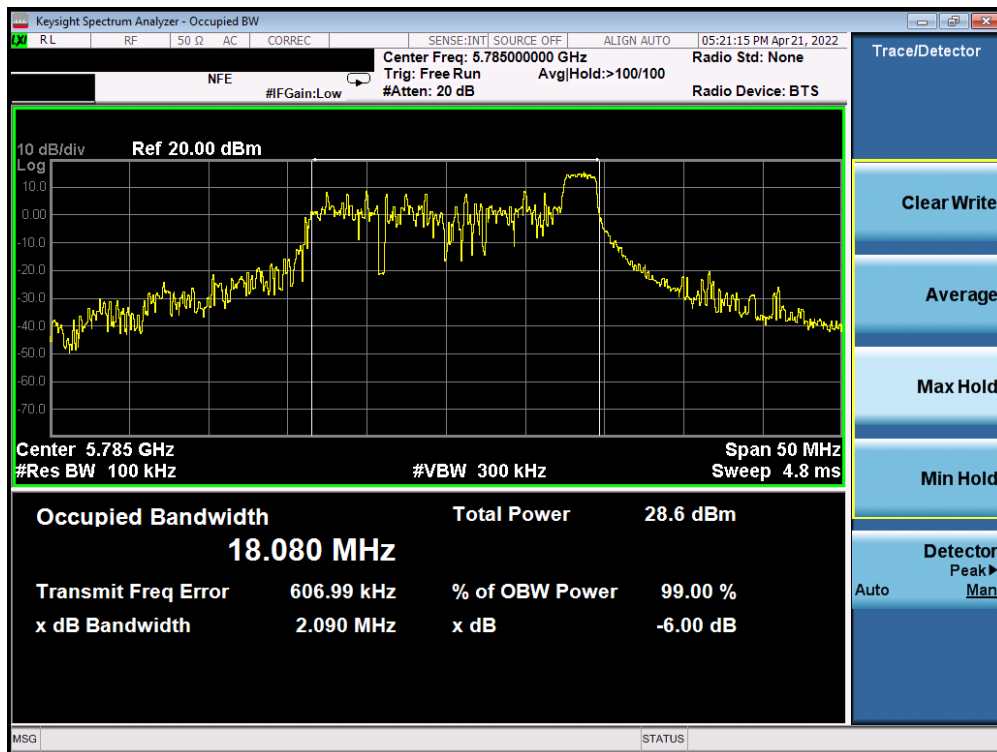 Keysight Spectrum Analyzer - Occupied BW
LXI RL RF 50 Ω AC CORREC SENSE:INT SOURCE OFF ALIGN AUTO 05:21:15 PM Apr 21, 2022
Center Freq: 5.785000000 GHz Radio Std: None
NFE Trig: Free Run Avg|Hold:>100/100
#IFGain:Low #Atten: 20 dB Radio Device: BTS
Trace/Detector
10 dB/div Ref 20.00 dBm
Log
10.0
0.00
-10.0
-20.0
-30.0
-40.0
-50.0
-60.0
-70.0
Center 5.785 GHz Span 50 MHz
#Res BW 100 kHz #VBW 300 kHz Sweep 4.8 ms
Occupied Bandwidth Total Power 28.6 dBm
18.080 MHz
Transmit Freq Error 606.99 kHz % of OBW Power 99.00 %
x dB Bandwidth 2.090 MHz x dB -6.00 dB
Clear Write
Average
Max Hold
Min Hold
Detector
Peak▶
Auto Man
MSG STATUS